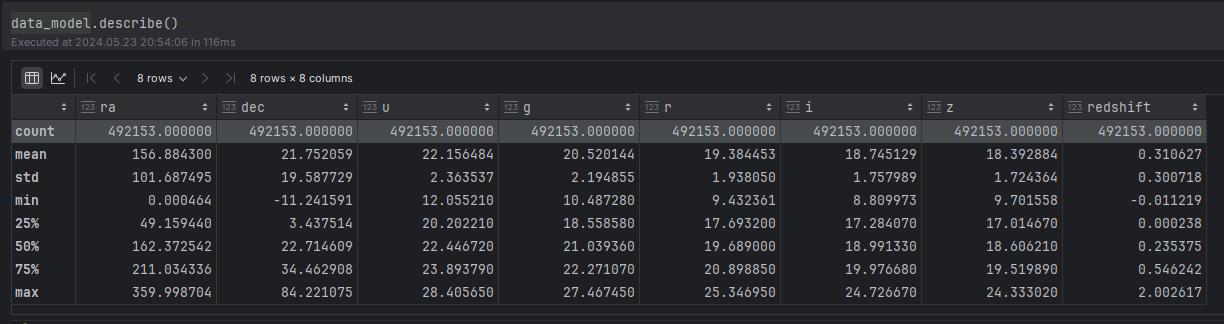 data_model.describe()
Executed at 2024.05.23 20:54:06 in 116ms
8 rows 8 rows × 8 columns
123 ra 123 dec 123 u 123 g 123 r 123 i 123 z 123 redshift
count 492153.000000 492153.000000 492153.000000 492153.000000 492153.000000 492153.000000 492153.000000 492153.000000
mean 156.884300 21.752059 22.156484 20.520144 19.384453 18.745129 18.392884 0.310627
std 101.687495 19.587729 2.363537 2.194855 1.938050 1.757989 1.724364 0.300718
min 0.000464 -11.241591 12.055210 10.487280 9.432361 8.809973 9.701558 -0.011219
25% 49.159440 3.437514 20.202210 18.558580 17.693200 17.284070 17.014670 0.000238
50% 162.372542 22.714609 22.446720 21.039360 19.689000 18.991330 18.606210 0.235375
75% 211.034336 34.462908 23.893790 22.271070 20.898850 19.976680 19.519890 0.546242
max 359.998704 84.221075 28.405650 27.467450 25.346950 24.726670 24.333020 2.002617